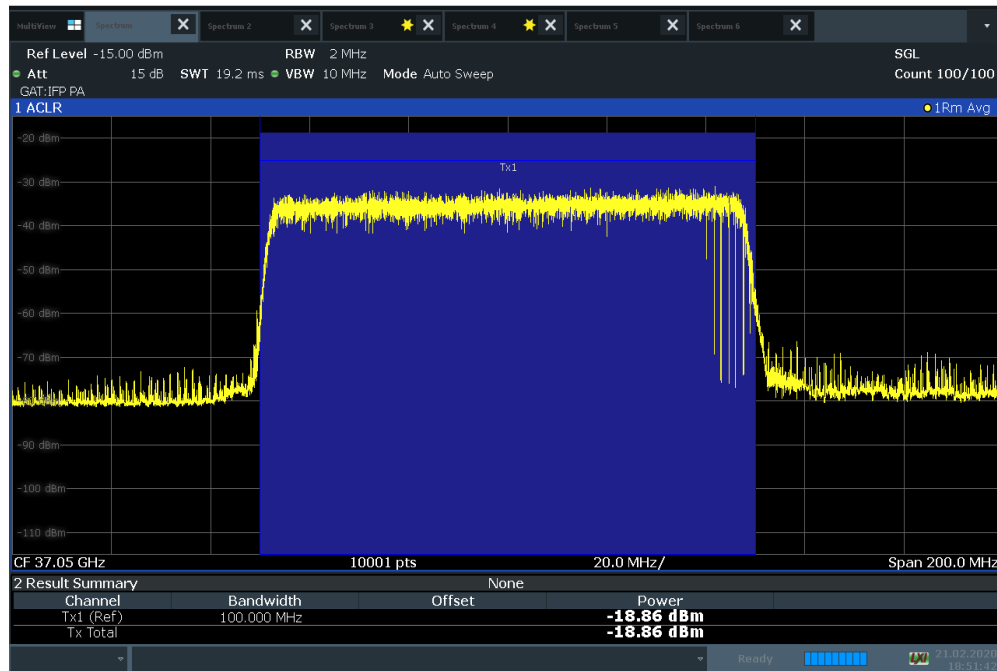 MultiView Spectrum Spectrum 2 Spectrum 3 Spectrum 4 Spectrum 5 Spectrum 6
Ref Level -15.00 dBm RBW 2 MHz SGL
Att 15 dB SWT 19.2 ms VBW 10 MHz Mode Auto Sweep Count 100/100
GAT:IFP PA
1 ACLR 1Rm Avg
-20 dBm
Tx1
-30 dBm
-40 dBm
-50 dBm
-60 dBm
-70 dBm
-90 dBm
-100 dBm
-110 dBm
CF 37.05 GHz 10001 pts 20.0 MHz/ Span 200.0 MHz
2 Result Summary None
Channel Bandwidth Offset Power
Tx1 (Ref) 100.000 MHz -18.86 dBm
Tx Total -18.86 dBm
Ready 21.02.2020
18:51:42